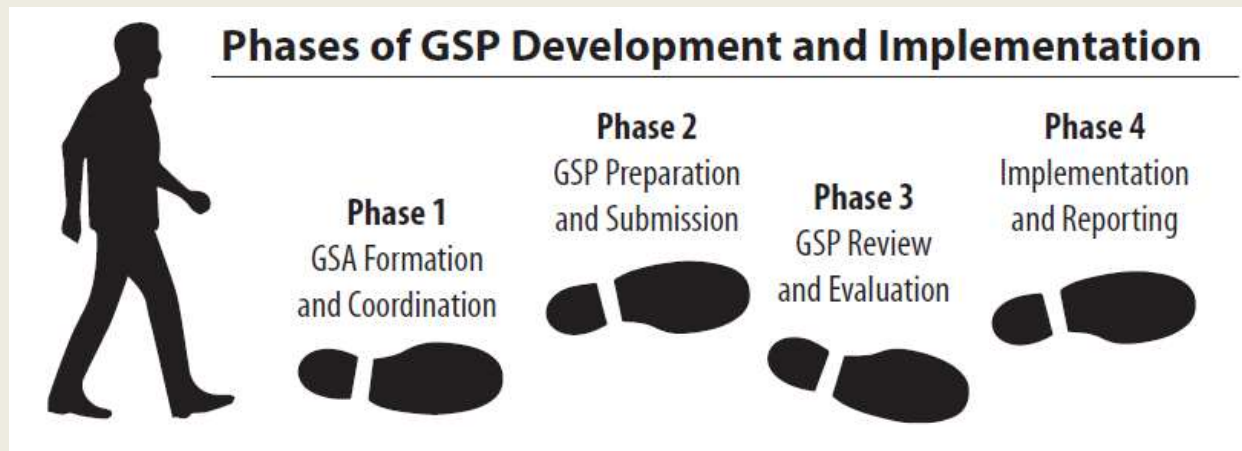 Phases of GSP Development and Implementation
Phase 1
GSA Formation
and Coordination
Phase 2
GSP Preparation
and Submission
Phase 3
GSP Review
and Evaluation
Phase 4
Implementation
and Reporting